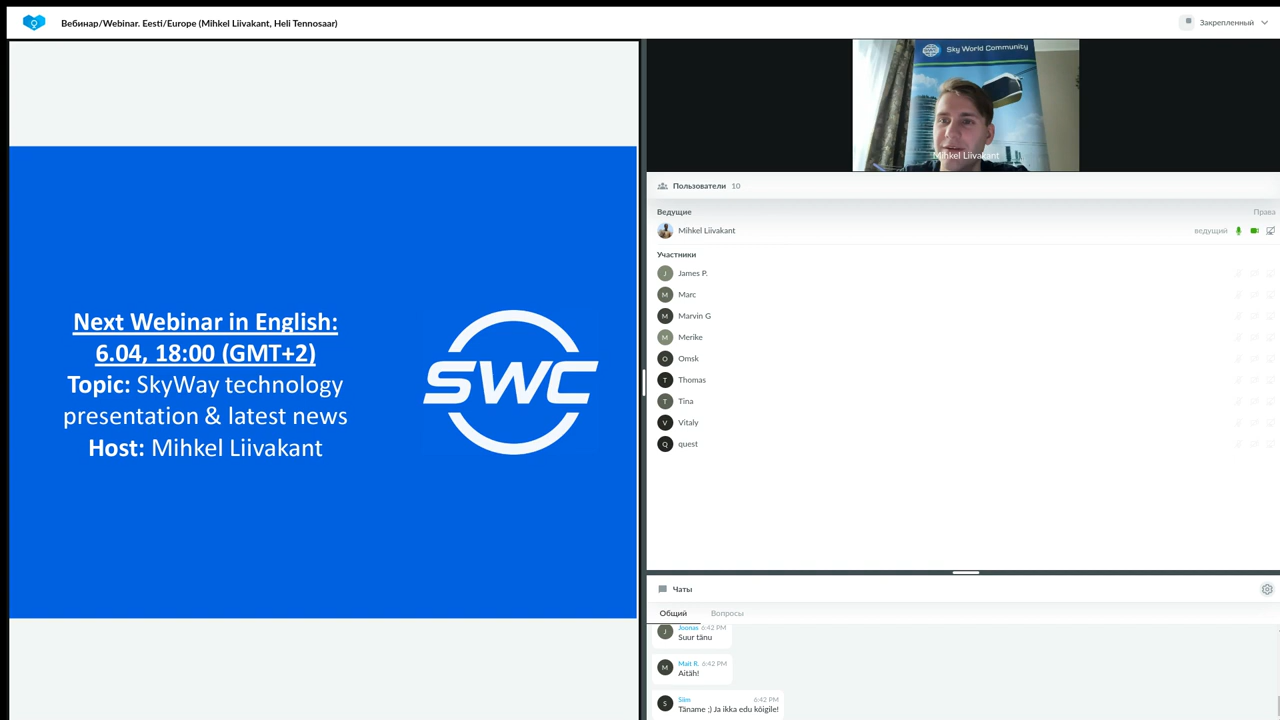 Вебинар/Webinar. Eesti/Europe (Mihkel Liivakant, Heli Tennosaar)
Закрепленный
Next Webinar in English:
6.04, 18:00 (GMT+2)
Topic: SkyWay technology
presentation & latest news
Host: Mihkel Liivakant
SWC
Sky World Community
Mihkel Liivakant
Пользователи 10
Ведущие
Права
Mihkel Liivakant
ведущий
Участники
J James P.
M Marc
M Marvin G
M Merike
O Omsk
T Thomas
T Tina
V Vitaly
Q quest
Чаты
Общий
Вопросы
J Joonas 6:42 PM
Suur tänu
M Mait R. 6:42 PM
Aitäh!
S Siim 6:42 PM
Täname ;) Ja ikka edu kõigile!